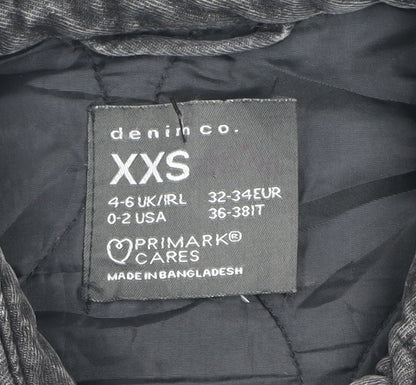 denim co.
XXS
4-6 UK/IRL 32-34EUR
0-2 USA 36-38IT
PRIMARK®
CARES
MADE IN BANGLADESH